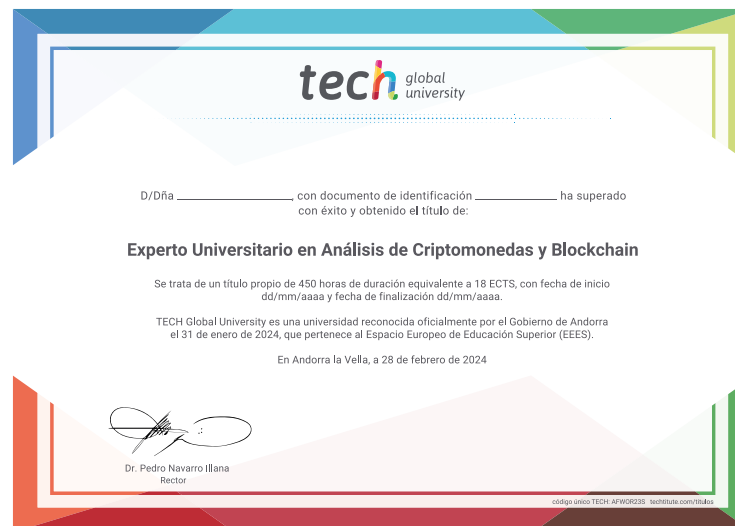 tech global university
D/Dña ____________, con documento de identificación ____________ ha superado
con éxito y obtenido el título de:
Experto Universitario en Análisis de Criptomonedas y Blockchain
Se trata de un título propio de 450 horas de duración equivalente a 18 ECTS, con fecha de inicio
dd/mm/aaaa y fecha de finalización dd/mm/aaaa.
TECH Global University es una universidad reconocida oficialmente por el Gobierno de Andorra
el 31 de enero de 2024, que pertenece al Espacio Europeo de Educación Superior (EEES).
En Andorra la Vella, a 28 de febrero de 2024
Dr. Pedro Navarro Illana
Rector
código único TECH: AFWOR23S techtitute.com/titulos